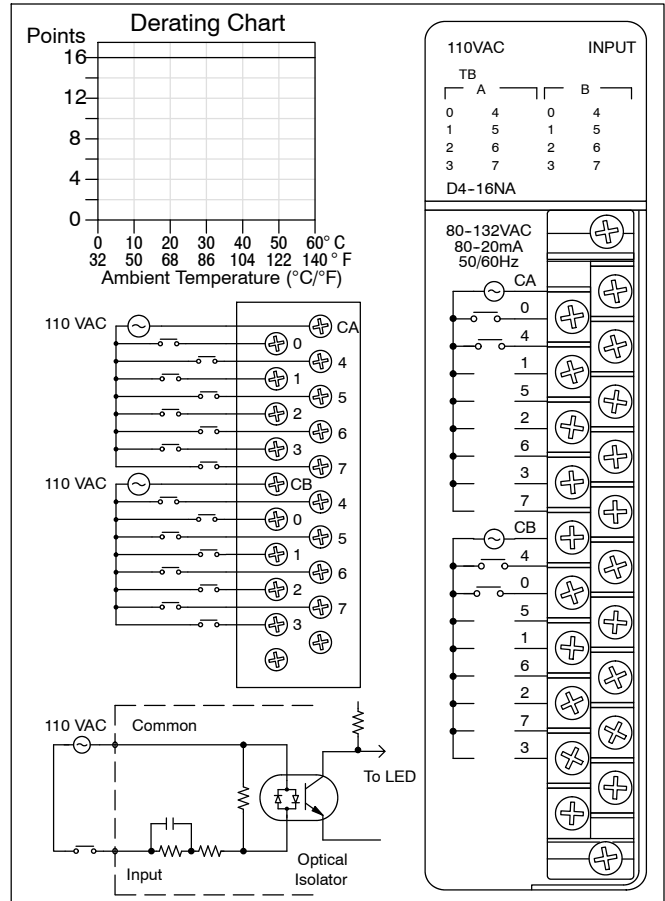 Derating Chart
Points
16
12
8
4
0
0 10 20 30 40 50 60°C
32 50 68 86 104 122 140°F
Ambient Temperature (°C/°F)
110 VAC
CA
0
4
1
5
2
6
3
7
110 VAC
CB
4
0
5
1
6
2
7
3
110 VAC
Common
To LED
Input
Optical
Isolator
110VAC INPUT
TB
A B
0 4 0 4
1 5 1 5
2 6 2 6
3 7 3 7
D4-16NA
80-132VAC
80-20mA
50/60Hz
CA
0
4
1
5
2
6
3
7
CB
4
0
5
1
6
2
7
3